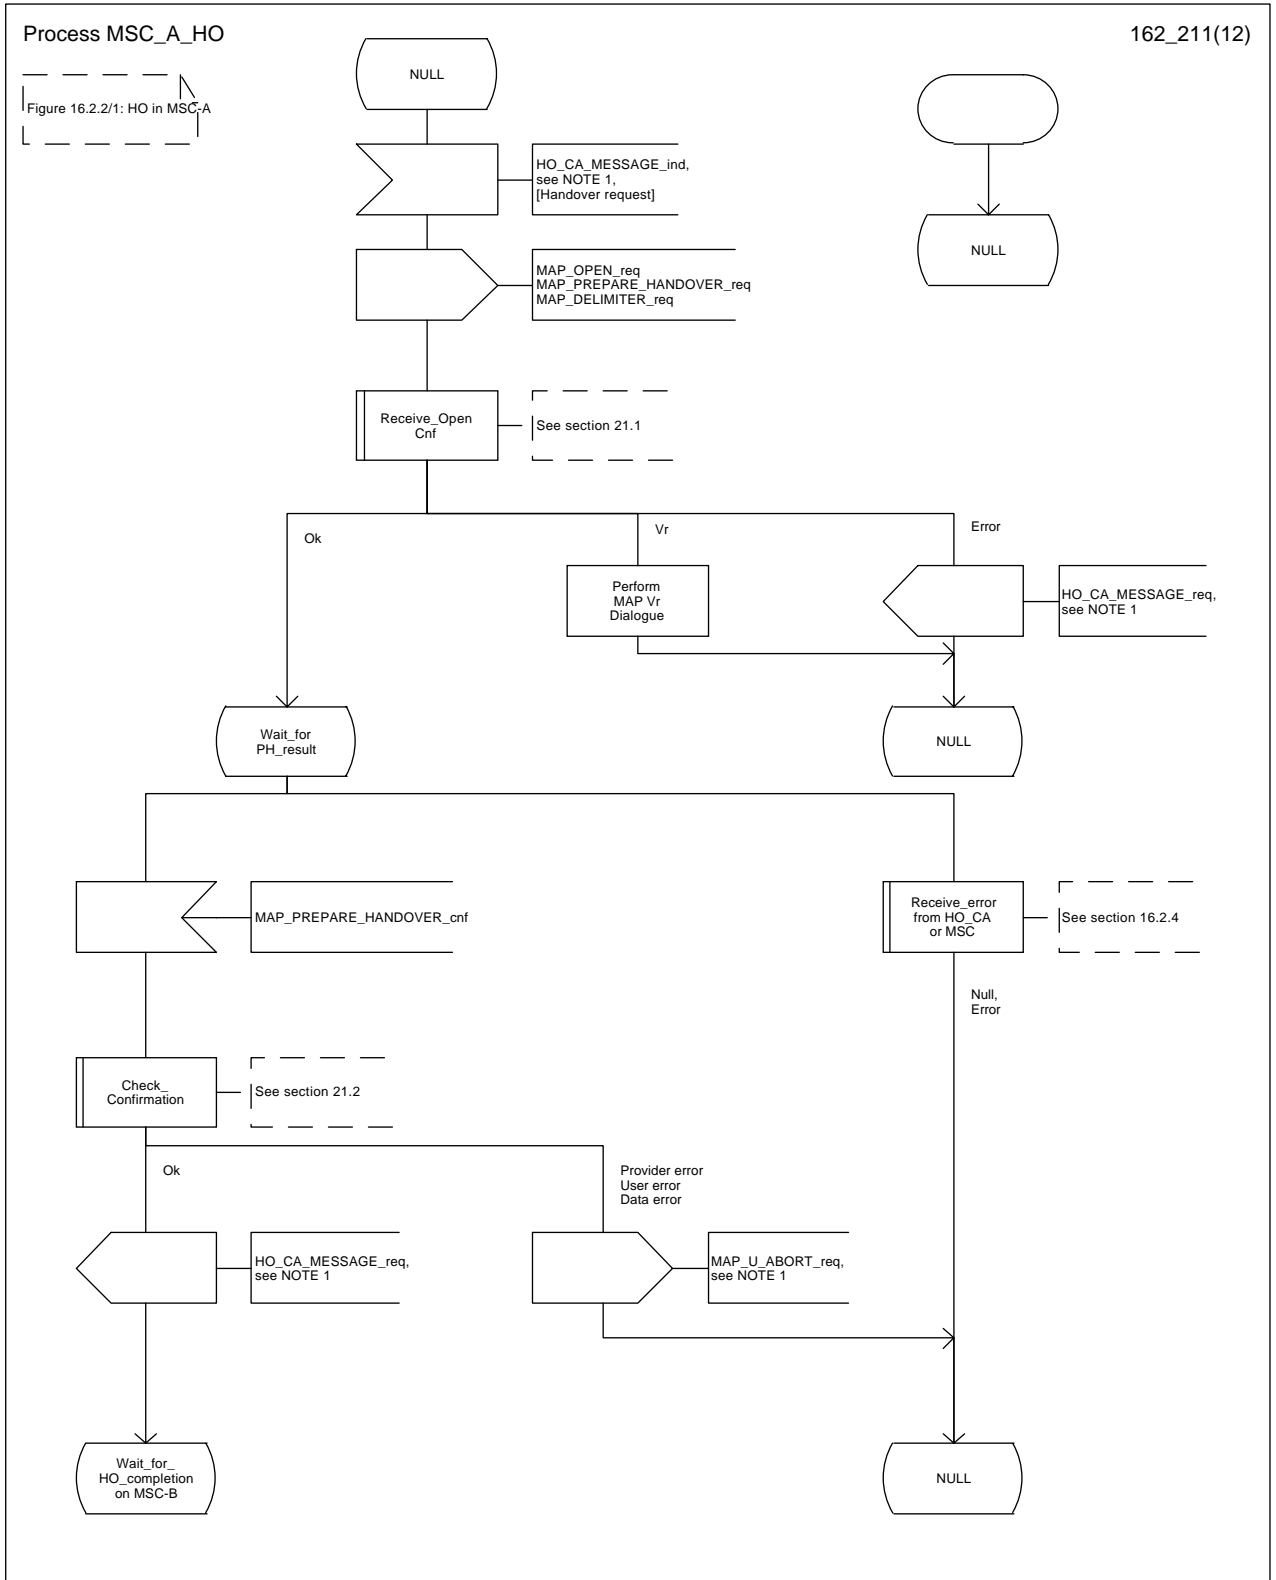 Process MSC_A_HO
162_211(12)
Figure 16.2.2/1: HO in MSC-A
NULL
HO_CA_MESSAGE_ind,
see NOTE 1,
[Handover request]
NULL
MAP_OPEN_req
MAP_PREPARE_HANDOVER_req
MAP_DELIMITER_req
Receive_Open
Cnf
See section 21.1
Ok
Vr
Error
Perform
MAP Vr
Dialogue
HO_CA_MESSAGE_req,
see NOTE 1
Wait_for
PH_result
NULL
MAP_PREPARE_HANDOVER_cnf
Receive_error
from HO_CA
or MSC
See section 16.2.4
Null,
Error
Check_
Confirmation
See section 21.2
Ok
Provider error
User error
Data error
HO_CA_MESSAGE_req,
see NOTE 1
MAP_U_ABORT_req,
see NOTE 1
Wait_for_
HO_completion
on MSC-B
NULL